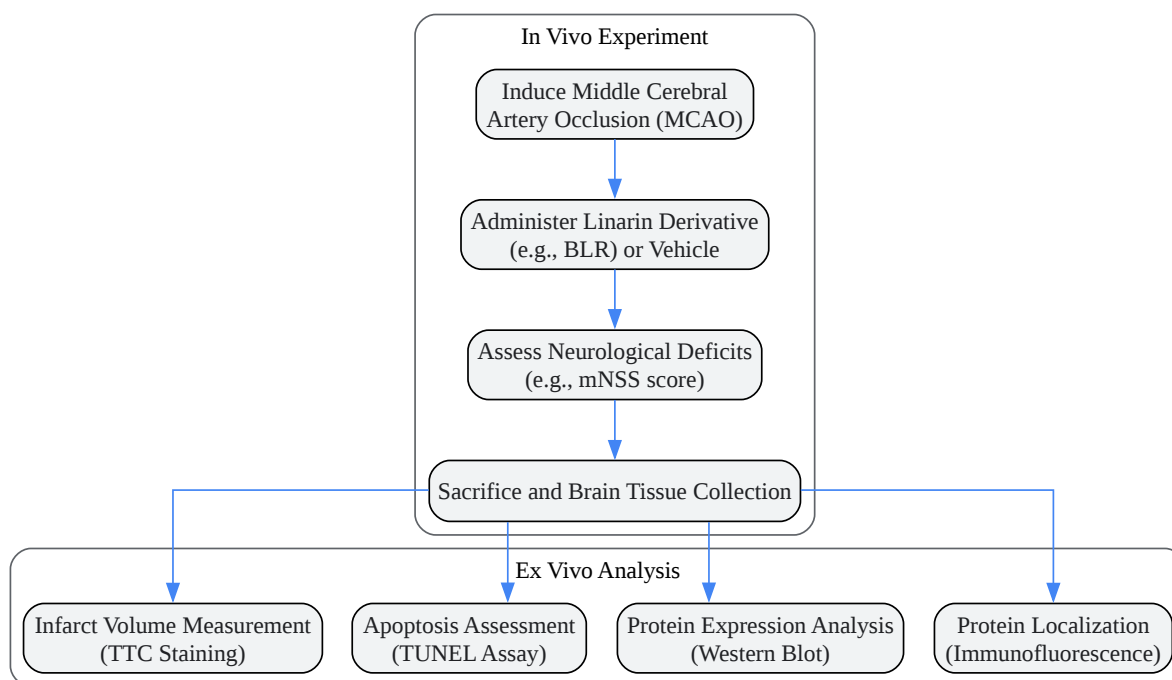 In Vivo Experiment
Induce Middle Cerebral
Artery Occlusion (MCAO)
Administer Linarin Derivative
(e.g., BLR) or Vehicle
Assess Neurological Deficits
(e.g., mNSS score)
Sacrifice and Brain Tissue Collection
Ex Vivo Analysis
Infarct Volume Measurement
(TTC Staining)
Apoptosis Assessment
(TUNEL Assay)
Protein Expression Analysis
(Western Blot)
Protein Localization
(Immunofluorescence)